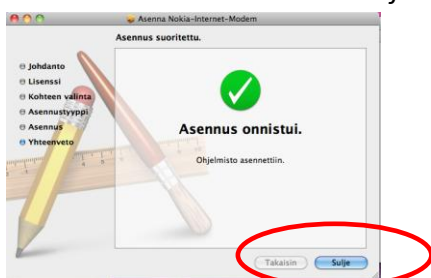 Asenna Nokia-Internet-Modem
Asennus suoritettu.
Johdanto
Lisenssi
Kohteen valinta
Asennustyyppi
Asennus
Yhteenveto
Asennus onnistui.
Ohjelmisto asennettiin.
Takaisin
Sulje